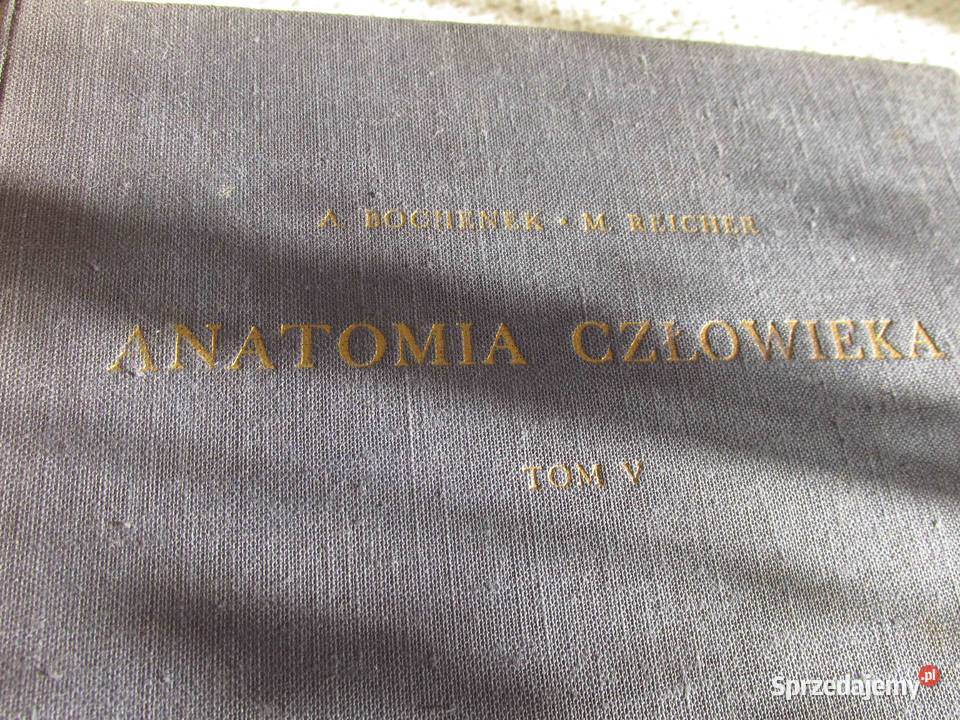 A. BOCHENEK • M. REICHER
ANATOMIA CZŁOWIEKA
TOM V
Sprzedajemy.pl